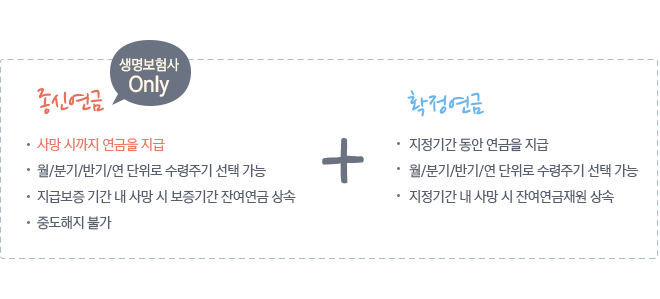 생명보험사
Only
종신연금
• 사망 시까지 연금을 지급
• 월/분기/반기/연 단위로 수령주기 선택 가능
• 지급보증 기간 내 사망 시 보증기간 잔여연금 상속
• 중도해지 불가
+
확정연금
• 지정기간 동안 연금을 지급
• 월/분기/반기/연 단위로 수령주기 선택 가능
• 지정기간 내 사망 시 잔여연금재원 상속